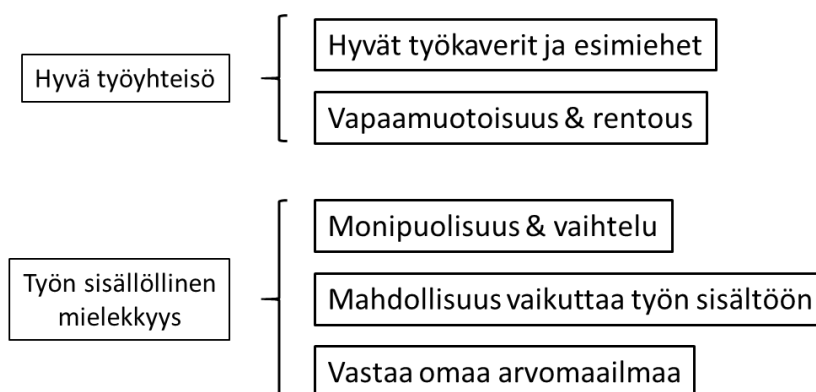 Hyvä työyhteisö
Hyvät työkaverit ja esimiehet
Vapaamuotoisuus & rentous
Työn sisällöllinen
mielekkyys
Monipuolisuus & vaihtelu
Mahdollisuus vaikuttaa työn sisältöön
Vastaa omaa arvomaailmaa